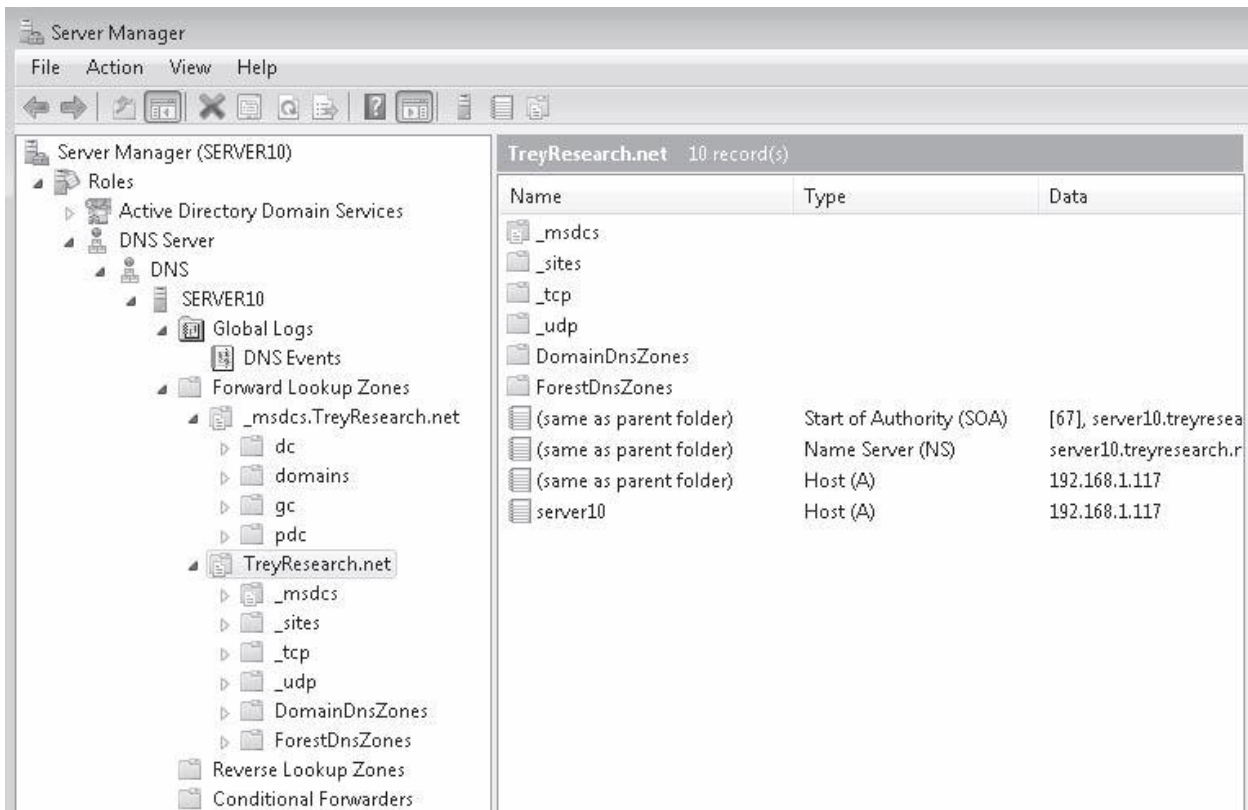 Server Manager
File Action View Help
Server Manager (SERVER10)
Roles
Active Directory Domain Services
DNS Server
DNS
SERVER10
Global Logs
DNS Events
Forward Lookup Zones
_msdcs.TreyResearch.net
dc
domains
gc
pdc
TreyResearch.net
_msdcs
_sites
_tcp
_udp
DomainDnsZones
ForestDnsZones
Reverse Lookup Zones
Conditional Forwarders
TreyResearch.net 10 record(s)
Name Type Data
_msdcs
_sites
_tcp
_udp
DomainDnsZones
ForestDnsZones
(same as parent folder) Start of Authority (SOA) [67], server10.treyresea
(same as parent folder) Name Server (NS) server10.treyresearch.r
(same as parent folder) Host (A) 192.168.1.117
server10 Host (A) 192.168.1.117